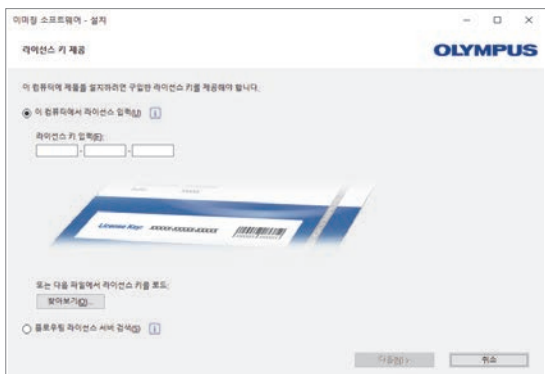 이미징 소프트웨어 - 설치
라이선스 키 제공
OLYMPUS
이 컴퓨터에 제품을 설치하려면 구입한 라이선스 키를 제공해야 합니다.
이 컴퓨터에서 라이선스 입력(U)
라이선스 키 입력(E):
- -
License Key: XXXXX-XXXXX-XXXXX
또는 다음 파일에서 라이선스 키를 로드:
찾아보기(O)...
플로우팅 라이선스 서버 검색(S)
다음(N) >
취소